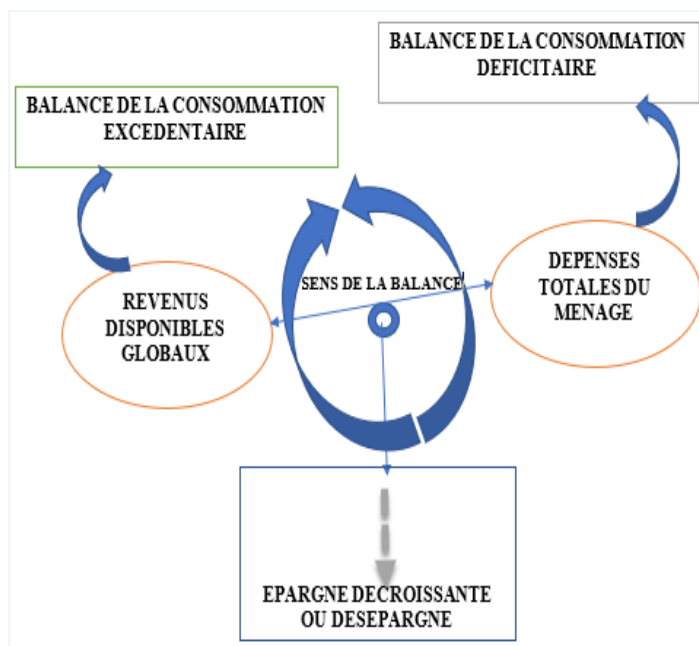 BALANCE DE LA CONSOMMATION
DEFICITAIRE
BALANCE DE LA CONSOMMATION
EXCEDENTAIRE
SENS DE LA BALANCE
REVENUS
DISPONIBLES
GLOBAUX
DEPENSES
TOTALES DU
MENAGE
EPARGNE DECROISSANTE
OU DESEPARGNE